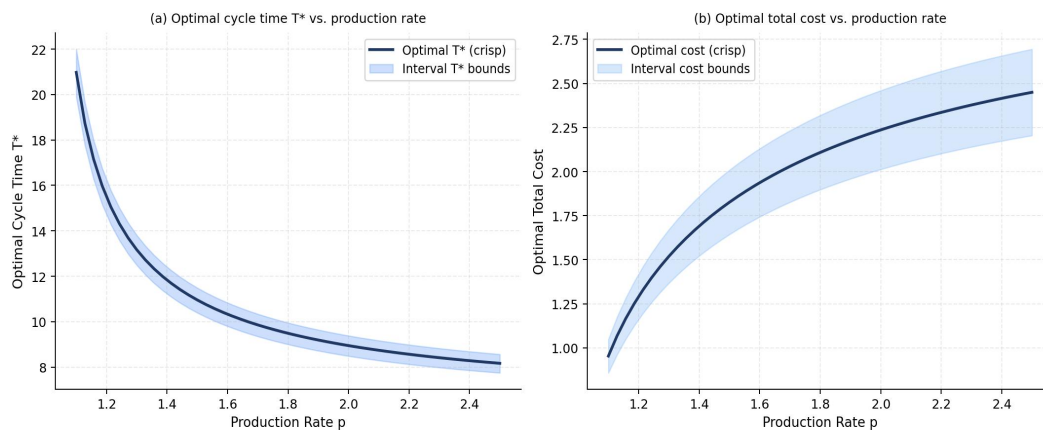 (a) Optimal cycle time T* vs. production rate
Optimal T* (crisp)
Interval T* bounds
22
20
18
16
14
12
10
8
Optimal Cycle Time T*
1.2 1.4 1.6 1.8 2.0 2.2 2.4
Production Rate p
(b) Optimal total cost vs. production rate
Optimal cost (crisp)
Interval cost bounds
2.75
2.50
2.25
2.00
1.75
1.50
1.25
1.00
Optimal Total Cost
1.2 1.4 1.6 1.8 2.0 2.2 2.4
Production Rate p